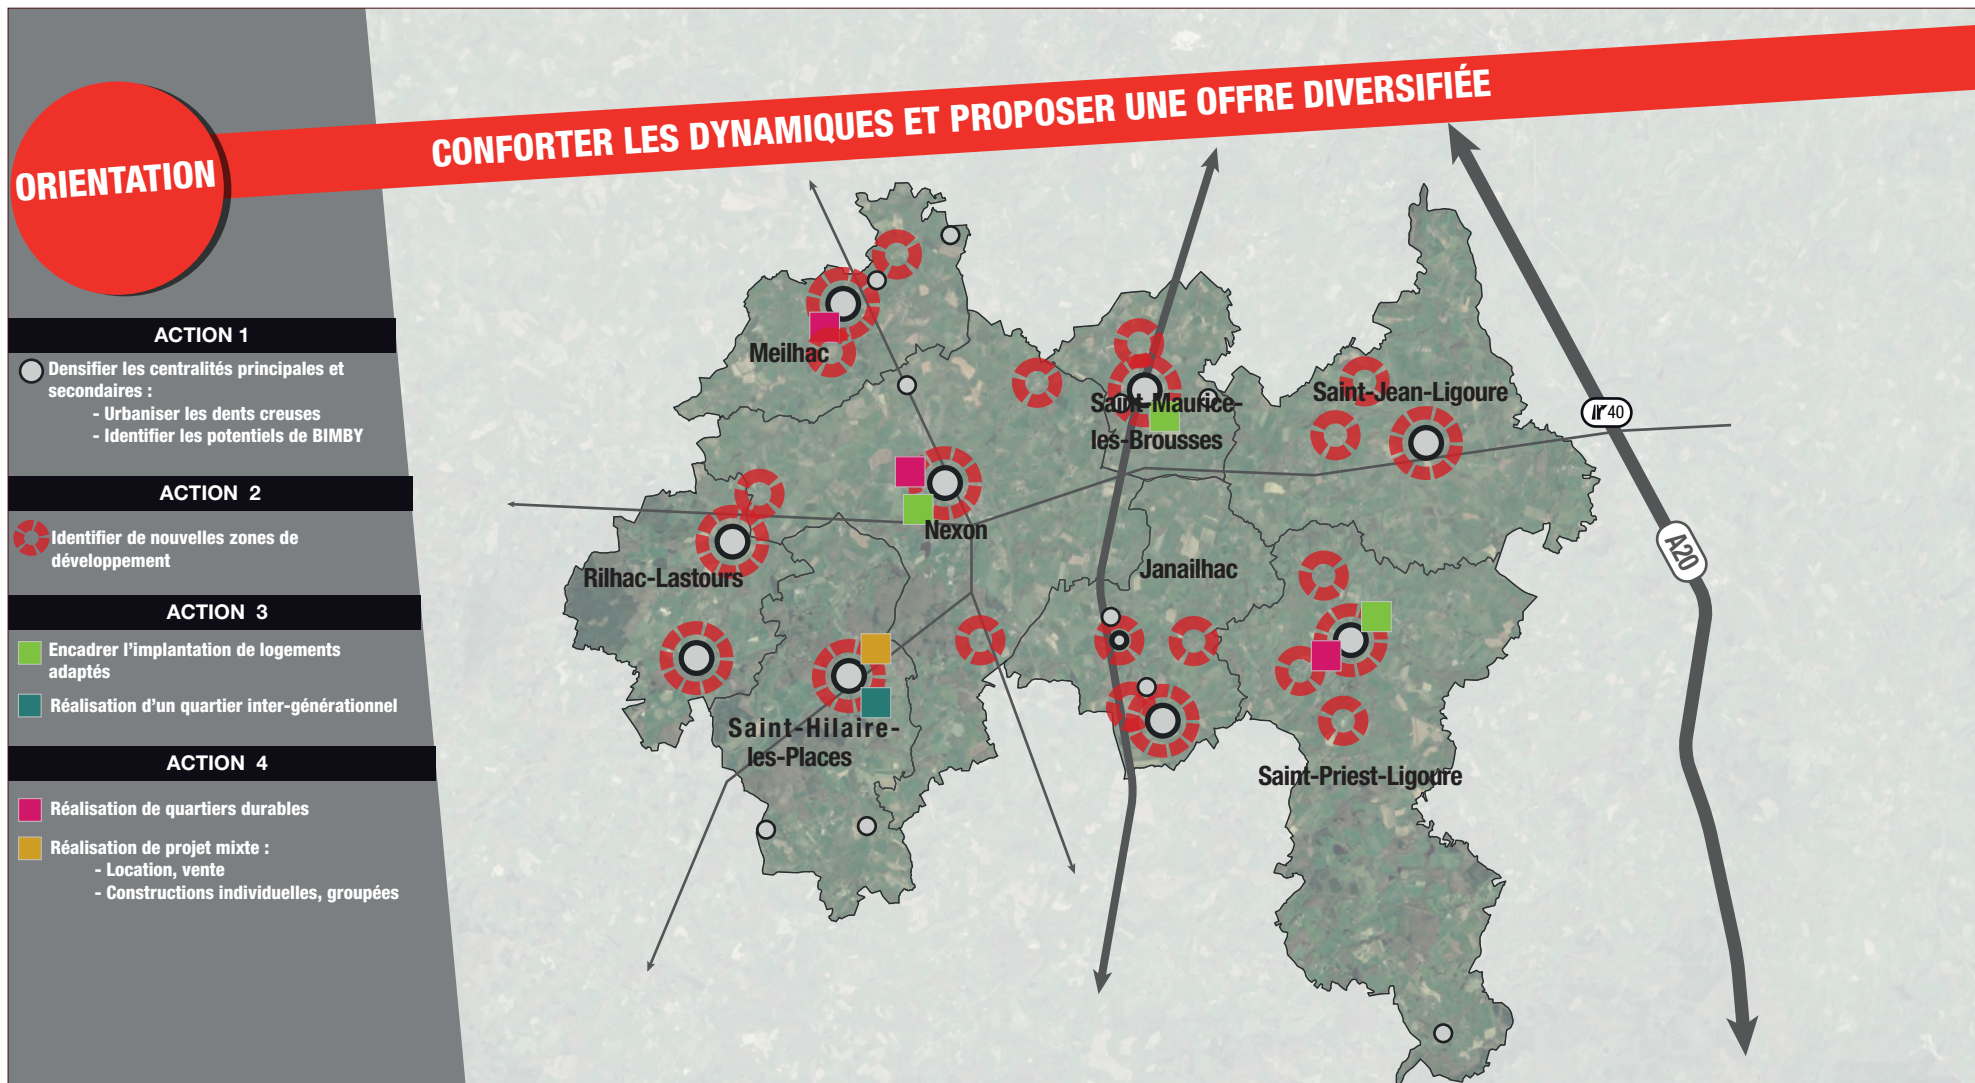 CONFORTER LES DYNAMIQUES ET PROPOSER UNE OFFRE DIVERSIFIÉE
ORIENTATION
ACTION 1
Densifier les centralités principales et
secondaires :
- Urbaniser les dents creuses
- Identifier les potentiels de BIMBY
ACTION 2
Identifier de nouvelles zones de
développement
ACTION 3
Encadrer l'implantation de logements
adaptés
Réalisation d'un quartier inter-générationnel
ACTION 4
Réalisation de quartiers durables
Réalisation de projet mixte :
- Location, vente
- Constructions individuelles, groupées
Meilhac
Saint-Maurice-
les-Brousses
Saint-Jean-Ligoure
40
A20
Nexon
Rilhac-Lastours
Janailhac
Saint-Hilaire-
les-Places
Saint-Priest-Ligoure